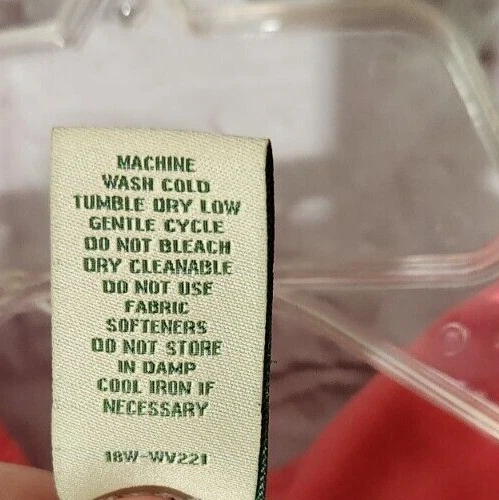 MACHINE
WASH COLD
TUMBLE DRY LOW
GENTLE CYCLE
DO NOT BLEACH
DRY CLEANABLE
DO NOT USE
FABRIC
SOFTENERS
DO NOT STORE
IN DAMP
COOL IRON IF
NECESSARY
18W-WV221